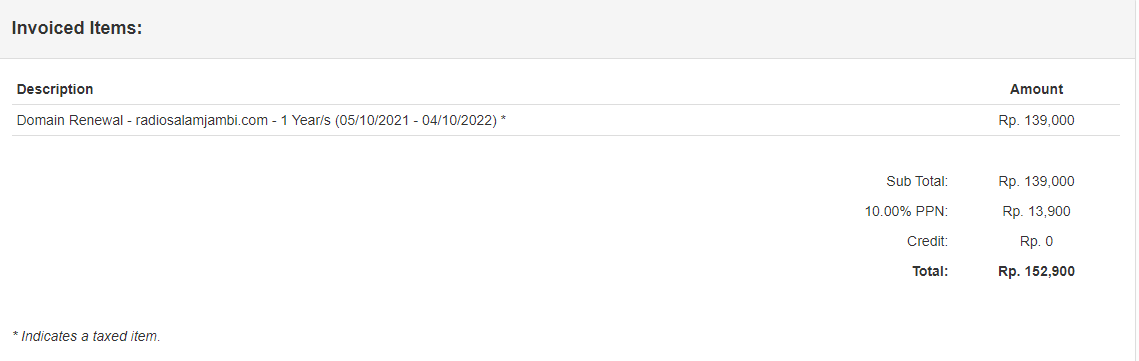 Invoiced Items:
Description Amount
Domain Renewal - radiosalamjambi.com - 1 Year/s (05/10/2021 - 04/10/2022) * Rp. 139,000
Sub Total: Rp. 139,000
10.00% PPN: Rp. 13,900
Credit: Rp. 0
Total: Rp. 152,900
* Indicates a taxed item.